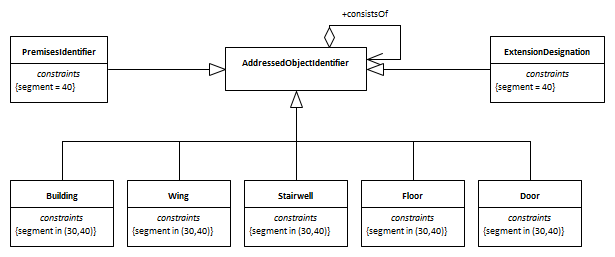 +consistsOf
PremisesIdentifier
constraints
{segment = 40}
AddressedObjectIdentifier
ExtensionDesignation
constraints
{segment = 40}
Building
constraints
{segment in (30,40)}
Wing
constraints
{segment in (30,40)}
Stairwell
constraints
{segment in (30,40)}
Floor
constraints
{segment in (30,40)}
Door
constraints
{segment in (30,40)}